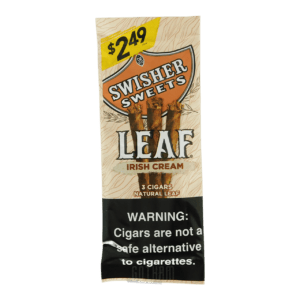 $2.49
SWISHER
SWEETS
LEAF
IRISH CREAM
3 CIGARS
NATURAL LEAF
WARNING:
Cigars are not a
safe alternative
to cigarettes.